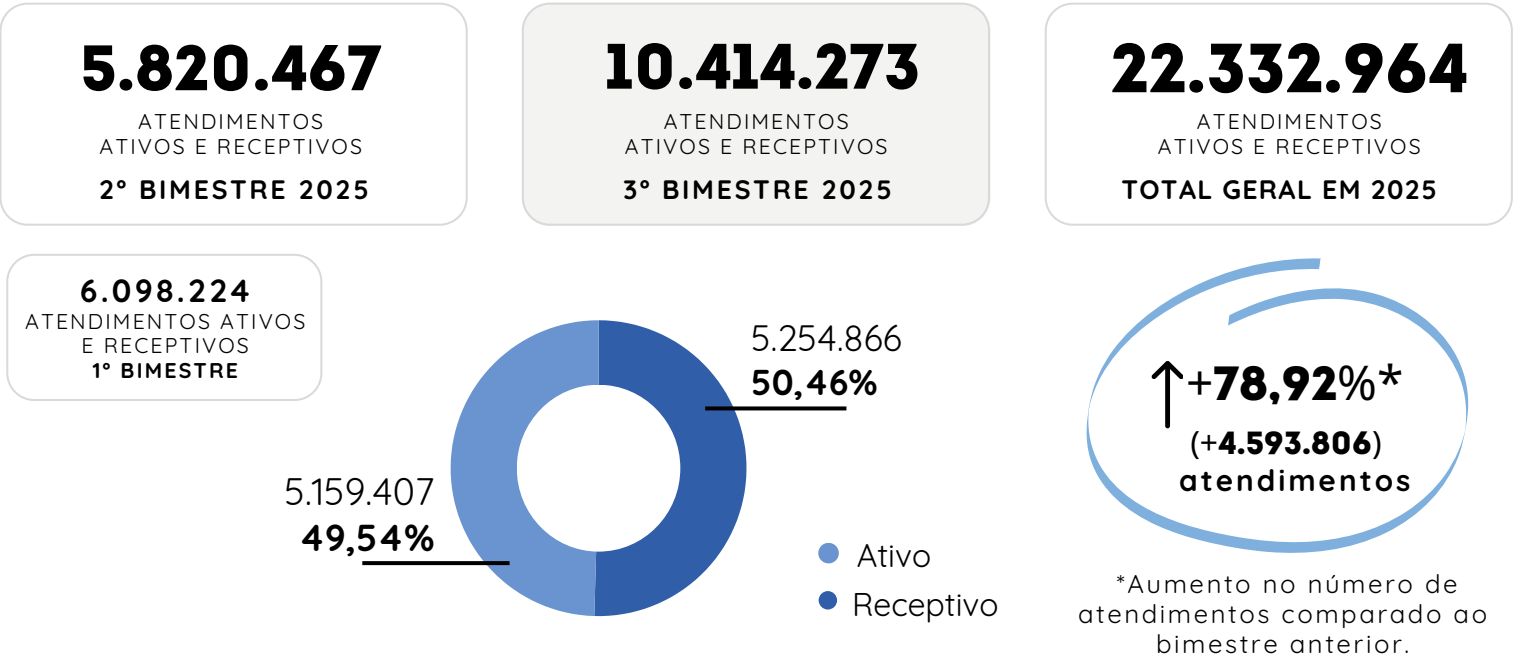 5.820.467
ATENDIMENTOS
ATIVOS E RECEPTIVOS
2° BIMESTRE 2025
10.414.273
ATENDIMENTOS
ATIVOS E RECEPTIVOS
3° BIMESTRE 2025
22.332.964
ATENDIMENTOS
ATIVOS E RECEPTIVOS
TOTAL GERAL EM 2025
6.098.224
ATENDIMENTOS ATIVOS
E RECEPTIVOS
1° BIMESTRE
5.254.866
50,46%
5.159.407
49,54%
Ativo
Receptivo
+78,92%*
(+4.593.806)
atendimentos
*Aumento no número de
atendimentos comparado ao
bimestre anterior.